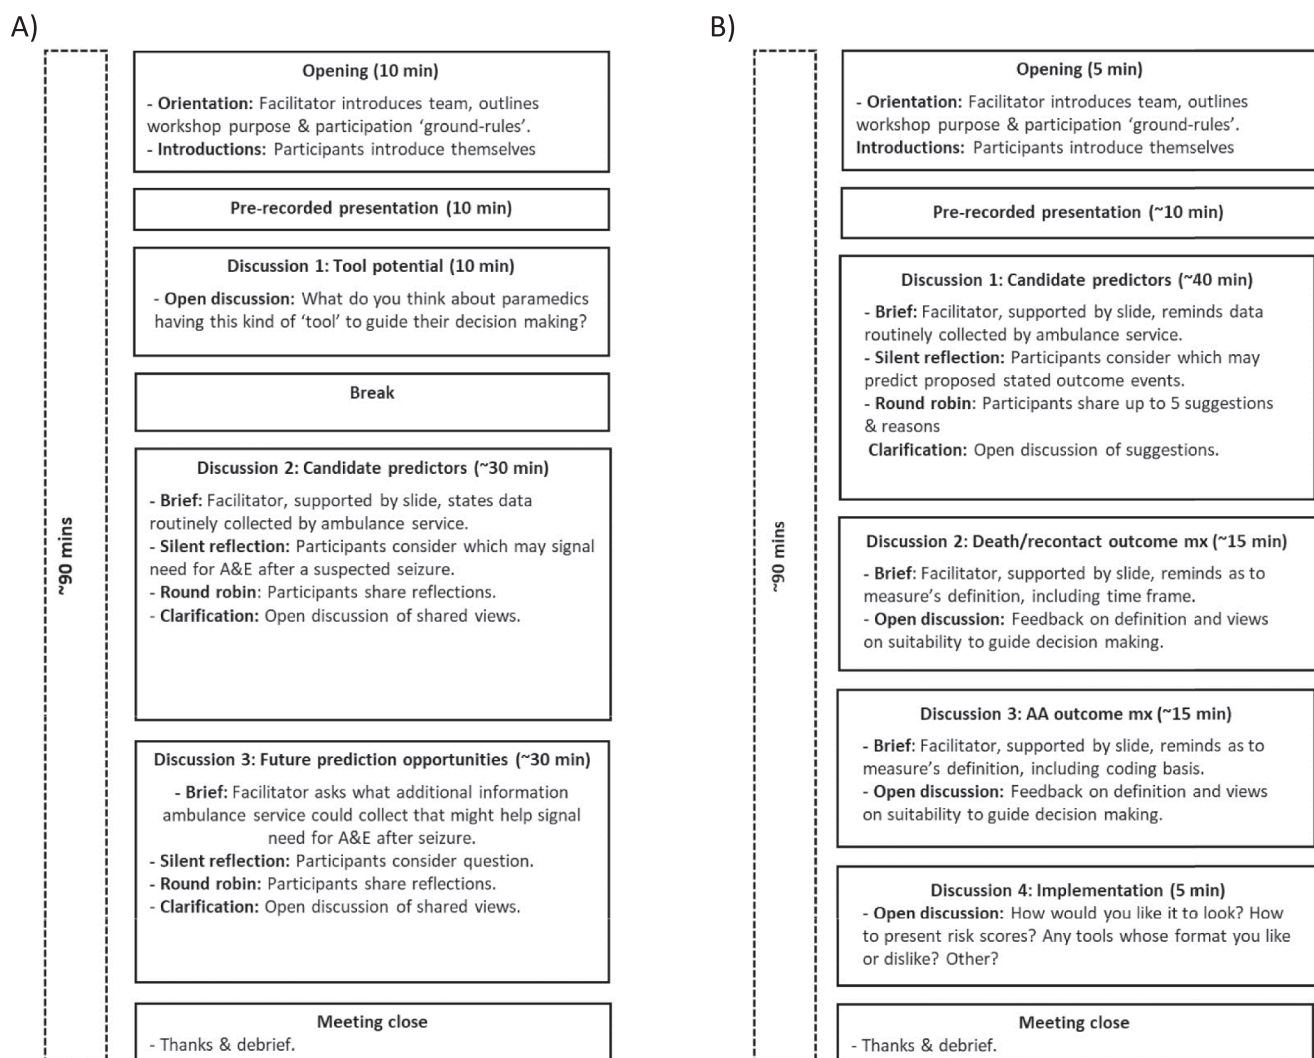 A)
~90 mins
Opening (10 min)
- Orientation: Facilitator introduces team, outlines
workshop purpose & participation ‘ground-rules’.
- Introductions: Participants introduce themselves
Pre-recorded presentation (10 min)
Discussion 1: Tool potential (10 min)
- Open discussion: What do you think about paramedics
having this kind of ‘tool’ to guide their decision making?
Break
Discussion 2: Candidate predictors (~30 min)
- Brief: Facilitator, supported by slide, states data
routinely collected by ambulance service.
- Silent reflection: Participants consider which may signal
need for A&E after a suspected seizure.
- Round robin: Participants share reflections.
- Clarification: Open discussion of shared views.
Discussion 3: Future prediction opportunities (~30 min)
- Brief: Facilitator asks what additional information
ambulance service could collect that might help signal
need for A&E after seizure.
- Silent reflection: Participants consider question.
- Round robin: Participants share reflections.
- Clarification: Open discussion of shared views.
Meeting close
- Thanks & debrief.
B)
~90 mins
Opening (5 min)
- Orientation: Facilitator introduces team, outlines
workshop purpose & participation ‘ground-rules’.
Introductions: Participants introduce themselves
Pre-recorded presentation (~10 min)
Discussion 1: Candidate predictors (~40 min)
- Brief: Facilitator, supported by slide, reminds data
routinely collected by ambulance service.
- Silent reflection: Participants consider which may
predict proposed stated outcome events.
- Round robin: Participants share up to 5 suggestions
& reasons
Clarification: Open discussion of suggestions.
Discussion 2: Death/recontact outcome mx (~15 min)
- Brief: Facilitator, supported by slide, reminds as to
measure’s definition, including time frame.
- Open discussion: Feedback on definition and views
on suitability to guide decision making.
Discussion 3: AA outcome mx (~15 min)
- Brief: Facilitator, supported by slide, reminds as to
measure’s definition, including coding basis.
- Open discussion: Feedback on definition and views
on suitability to guide decision making.
Discussion 4: Implementation (5 min)
- Open discussion: How would you like it to look? How
to present risk scores? Any tools whose format you like
or dislike? Other?
Meeting close
- Thanks & debrief.